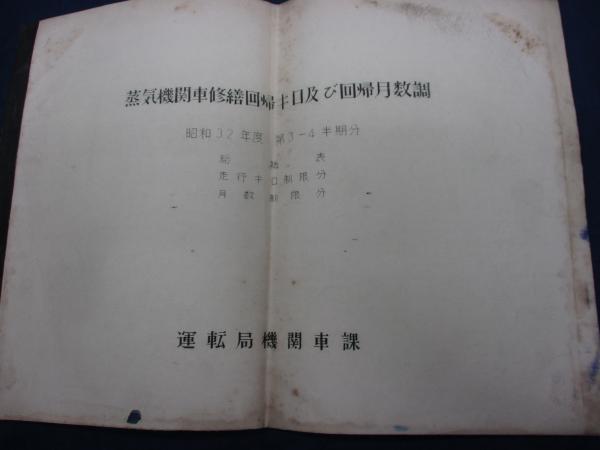 蒸気機関車修繕回帰キロ及び回帰月数調
昭和32年度 第3-4半期分
総括表
走行キロ制限分
月数制限分
運転局機関車課